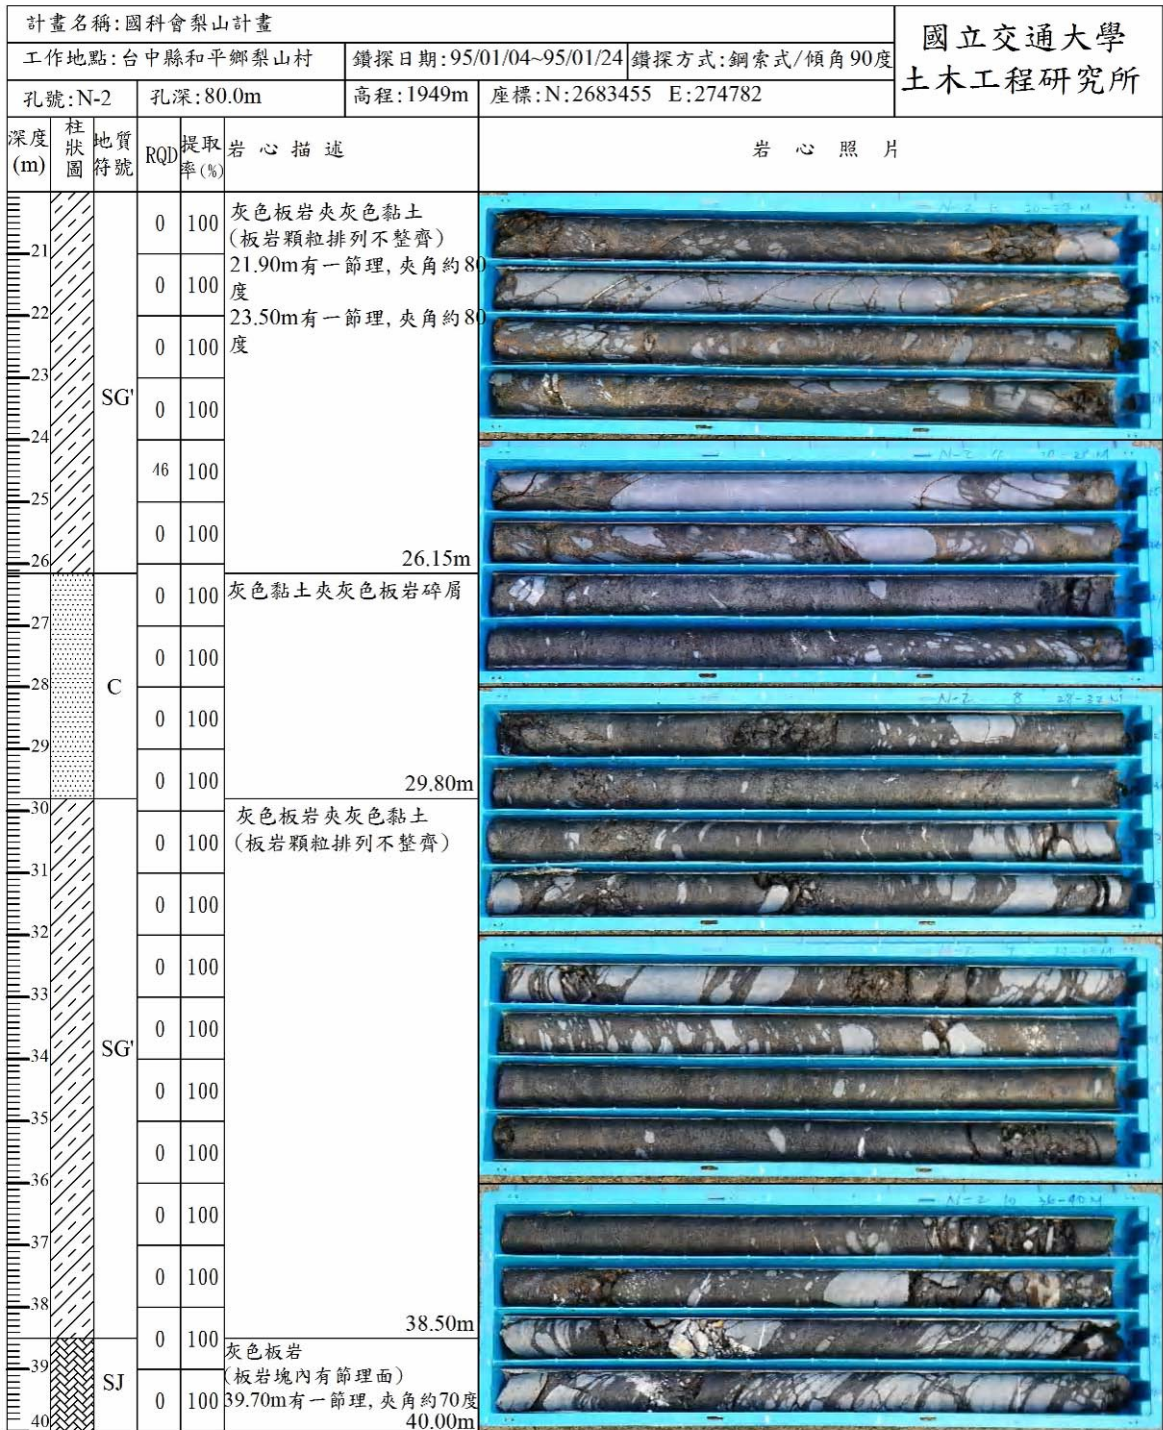 計畫名稱:國科會梨山計畫
國立交通大學
土木工程研究所
工作地點:台中縣和平鄉梨山村 鑽探日期:95/01/04~95/01/24 鑽探方式:鋼索式/傾角90度
孔號:N-2 孔深:80.0m 高程:1949m 座標:N:2683455 E:274782
深度(m) 柱狀圖 地質符號 RQD 提取率(%) 岩心描述 岩心照片
0 100 灰色板岩夾灰色黏土
(板岩顆粒排列不整齊)
21
21.90m有一節理,夾角約80
0 100 度
22
23.50m有一節理,夾角約80
0 100 度
23
SG'
0 100
24
46 100
25
0 100
26.15m
26
0 100 灰色黏土夾灰色板岩碎屑
27
0 100
28
C
0 100
29
0 100 29.80m
30
灰色板岩夾灰色黏土
0 100 (板岩顆粒排列不整齊)
31
0 100
32
0 100
33
0 100
SG'
34
0 100
35
0 100
36
0 100
37
0 100
38
38.50m
0 100
灰色板岩
39
(板岩塊內有節理面)
SJ
0 100 39.70m有一節理,夾角約70度
40 40.00m
N-2 8 28-32 M
N-2 10 36-40 M